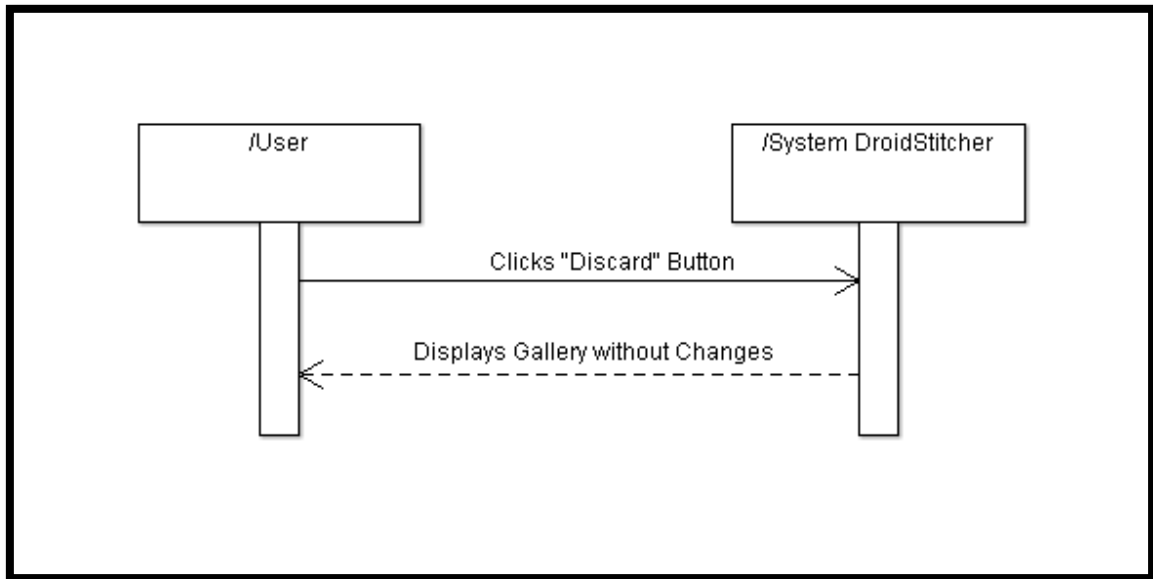 /User
/System DroidStitcher
Clicks "Discard" Button
Displays Gallery without Changes